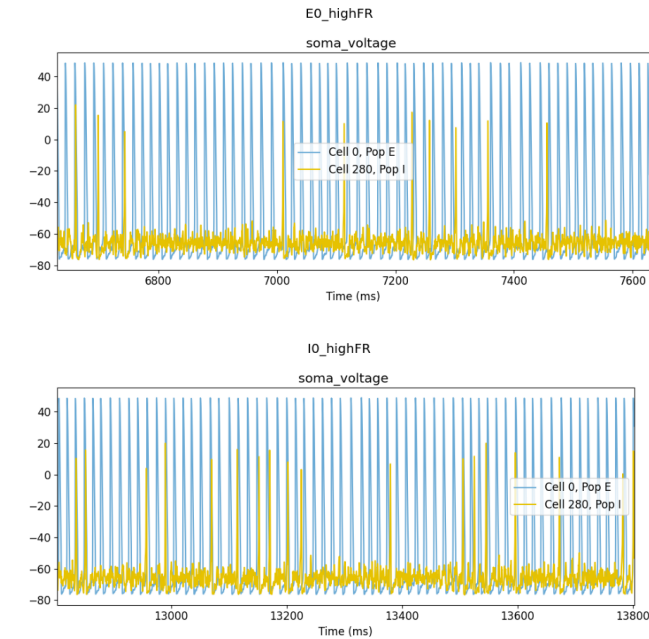 E0_highFR
soma_voltage
40
20
0
−20
−40
−60
−80
Cell 0, Pop E
Cell 280, Pop I
6800 7000 7200 7400 7600
Time (ms)
I0_highFR
soma_voltage
40
20
0
−20
−40
−60
−80
Cell 0, Pop E
Cell 280, Pop I
13000 13200 13400 13600 13800
Time (ms)